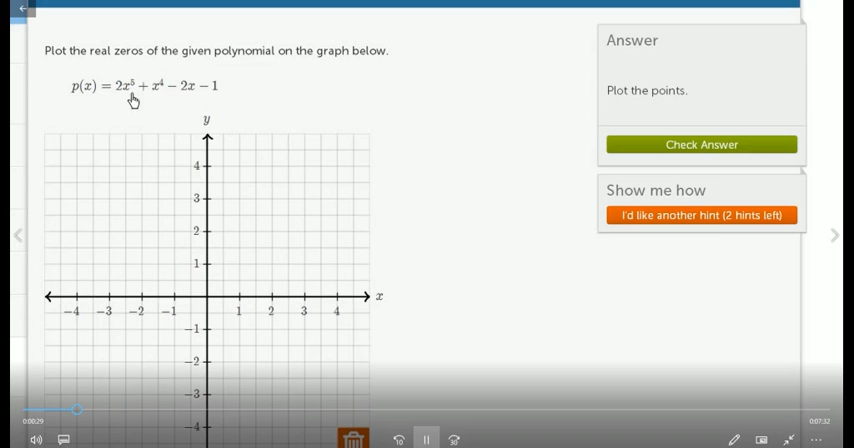 Plot the real zeros of the given polynomial on the graph below.
p(x) = 2x⁵ + x⁴ − 2x − 1
y
4
3
2
1
x
−4 −3 −2 −1 1 2 3 4
−1
−2
−3
−4
Answer
Plot the points.
Check Answer
Show me how
I'd like another hint (2 hints left)
0:00:29
0:07:32
10
30